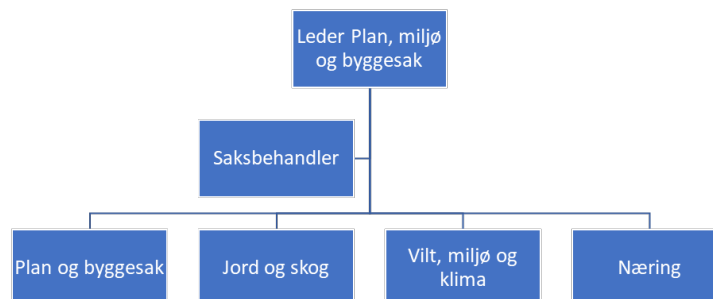 Leder Plan, miljø
og byggesak
Saksbehandler
Plan og byggesak
Jord og skog
Vilt, miljø og
klima
Næring